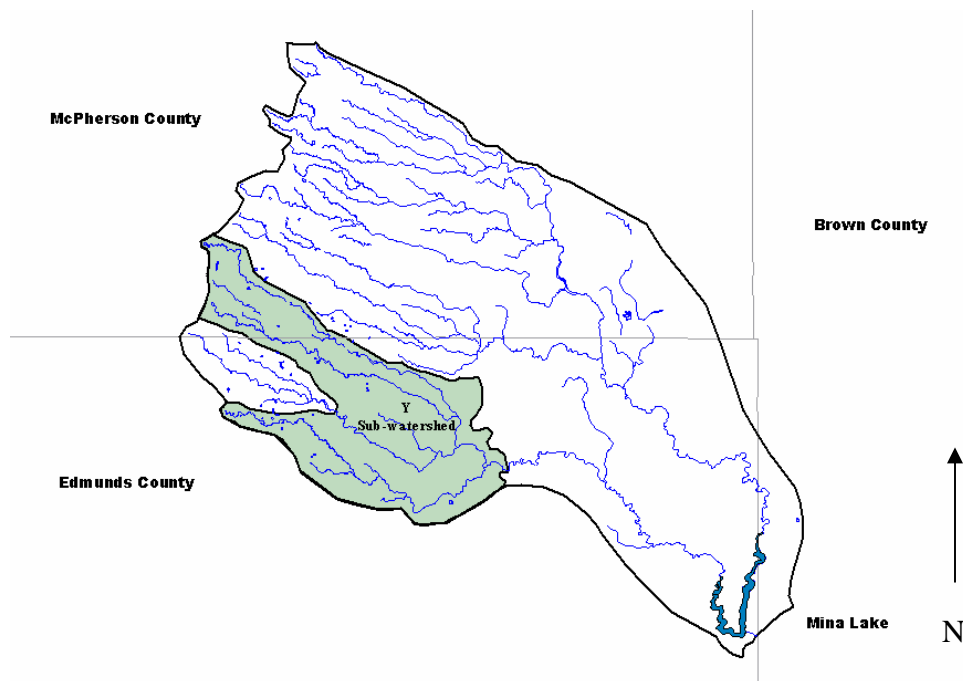 McPherson County
Brown County
Y
Sub-watershed
Edmunds County
Mina Lake
N